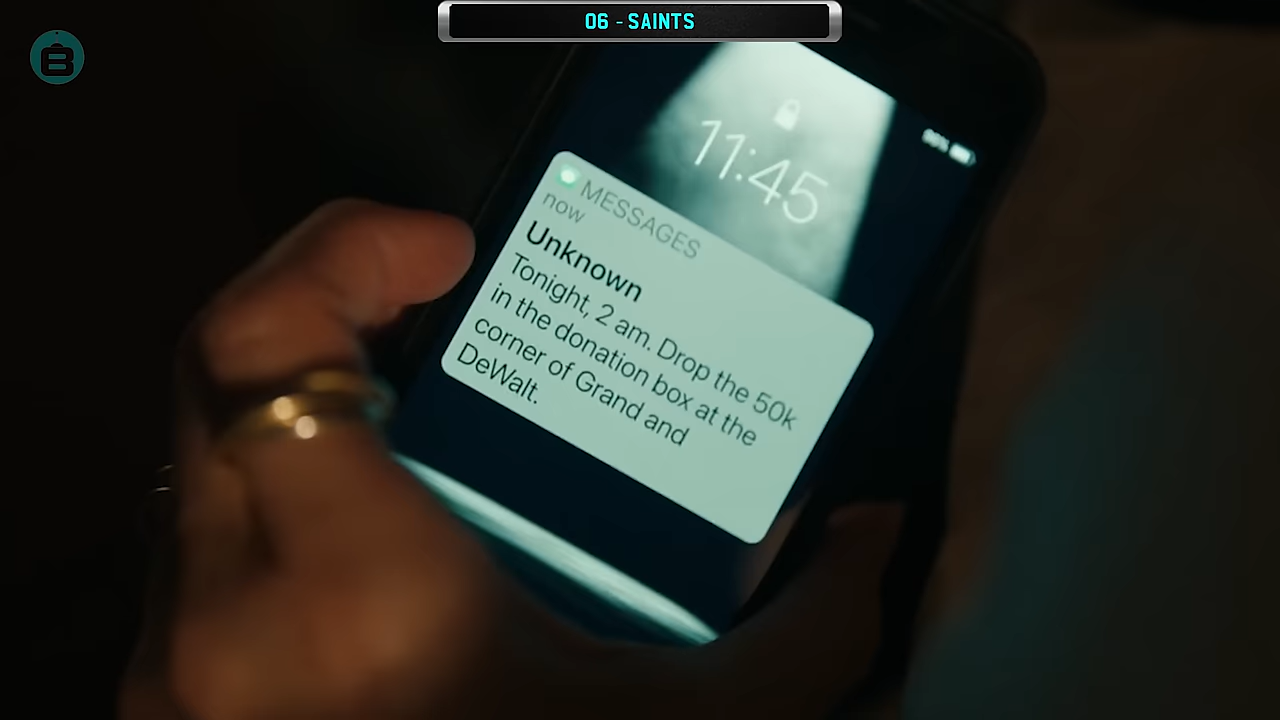 06 - SAINTS
B
11:45
MESSAGES
now
Unknown
Tonight, 2 am. Drop the 50k
in the donation box at the
corner of Grand and
DeWalt.